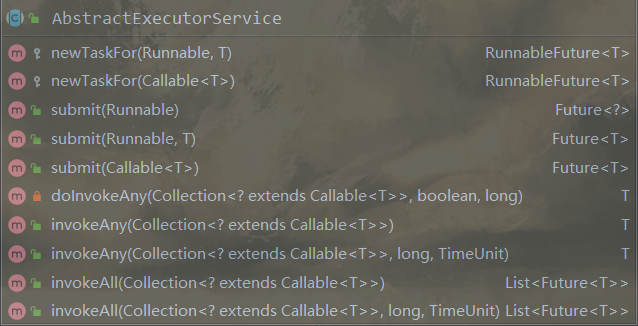 AbstractExecutorService
newTaskFor(Runnable, T) RunnableFuture<T>
newTaskFor(Callable<T>) RunnableFuture<T>
submit(Runnable) Future<?>
submit(Runnable, T) Future<T>
submit(Callable<T>) Future<T>
doInvokeAny(Collection<? extends Callable<T>>, boolean, long) T
invokeAny(Collection<? extends Callable<T>>) T
invokeAny(Collection<? extends Callable<T>>, long, TimeUnit) T
invokeAll(Collection<? extends Callable<T>>) List<Future<T>>
invokeAll(Collection<? extends Callable<T>>, long, TimeUnit) List<Future<T>>